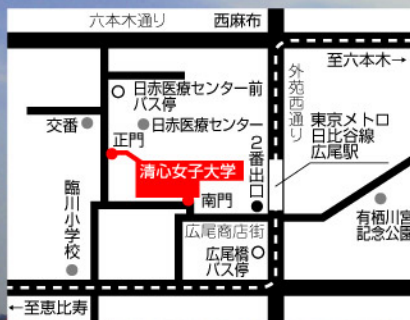 六本木通り
西麻布
至六本木→
外苑西通り
日赤医療センター前
バス停
日赤医療センター
交番
正門
清心女子大学
南門
2番出口
東京メトロ
日比谷線
広尾駅
臨川小学校
広尾商店街
広尾橋
バス停
有栖川宮
記念公園
←至恵比寿